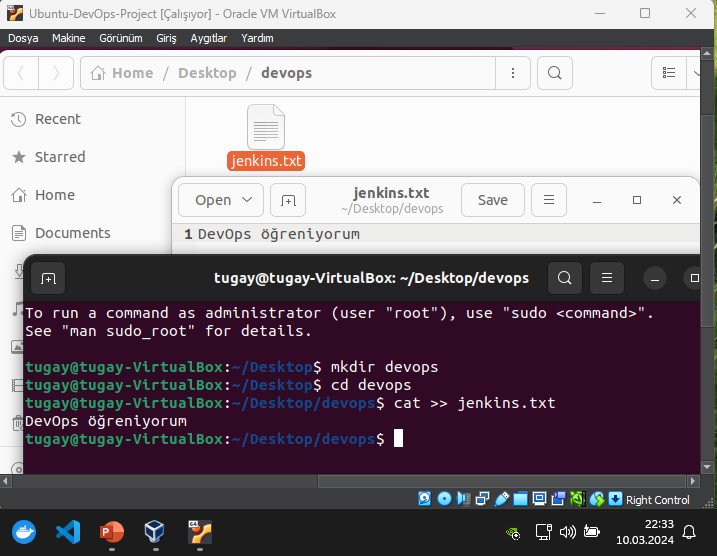 Ubuntu-DevOps-Project [Çalışıyor] - Oracle VM VirtualBox
Dosya Makine Görünüm Giriş Aygıtlar Yardım
Home / Desktop / devops
Recent
Starred
Home
Documents
jenkins.txt
Open
jenkins.txt
~/Desktop/devops
Save
1 DevOps öğreniyorum
tugay@tugay-VirtualBox: ~/Desktop/devops
To run a command as administrator (user "root"), use "sudo <command>".
See "man sudo_root" for details.
tugay@tugay-VirtualBox:~/Desktop$ mkdir devops
tugay@tugay-VirtualBox:~/Desktop$ cd devops
tugay@tugay-VirtualBox:~/Desktop/devops$ cat >> jenkins.txt
DevOps öğreniyorum
tugay@tugay-VirtualBox:~/Desktop/devops$
Right Control
22:33
10.03.2024